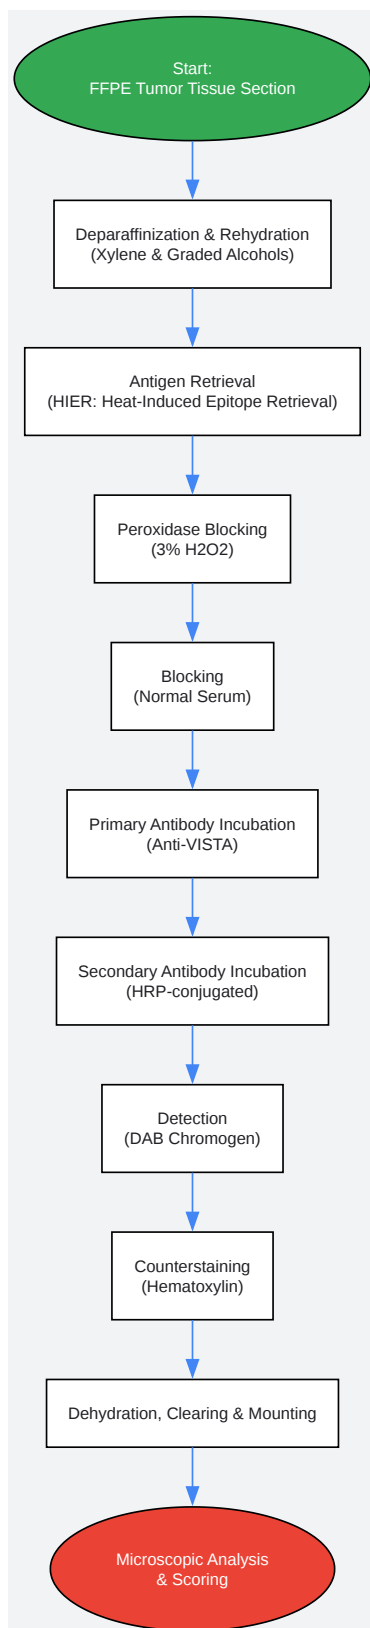 Start:
FFPE Tumor Tissue Section
Deparaffinization & Rehydration
(Xylene & Graded Alcohols)
Antigen Retrieval
(HIER: Heat-Induced Epitope Retrieval)
Peroxidase Blocking
(3% H2O2)
Blocking
(Normal Serum)
Primary Antibody Incubation
(Anti-VISTA)
Secondary Antibody Incubation
(HRP-conjugated)
Detection
(DAB Chromogen)
Counterstaining
(Hematoxylin)
Dehydration, Clearing & Mounting
Microscopic Analysis
& Scoring